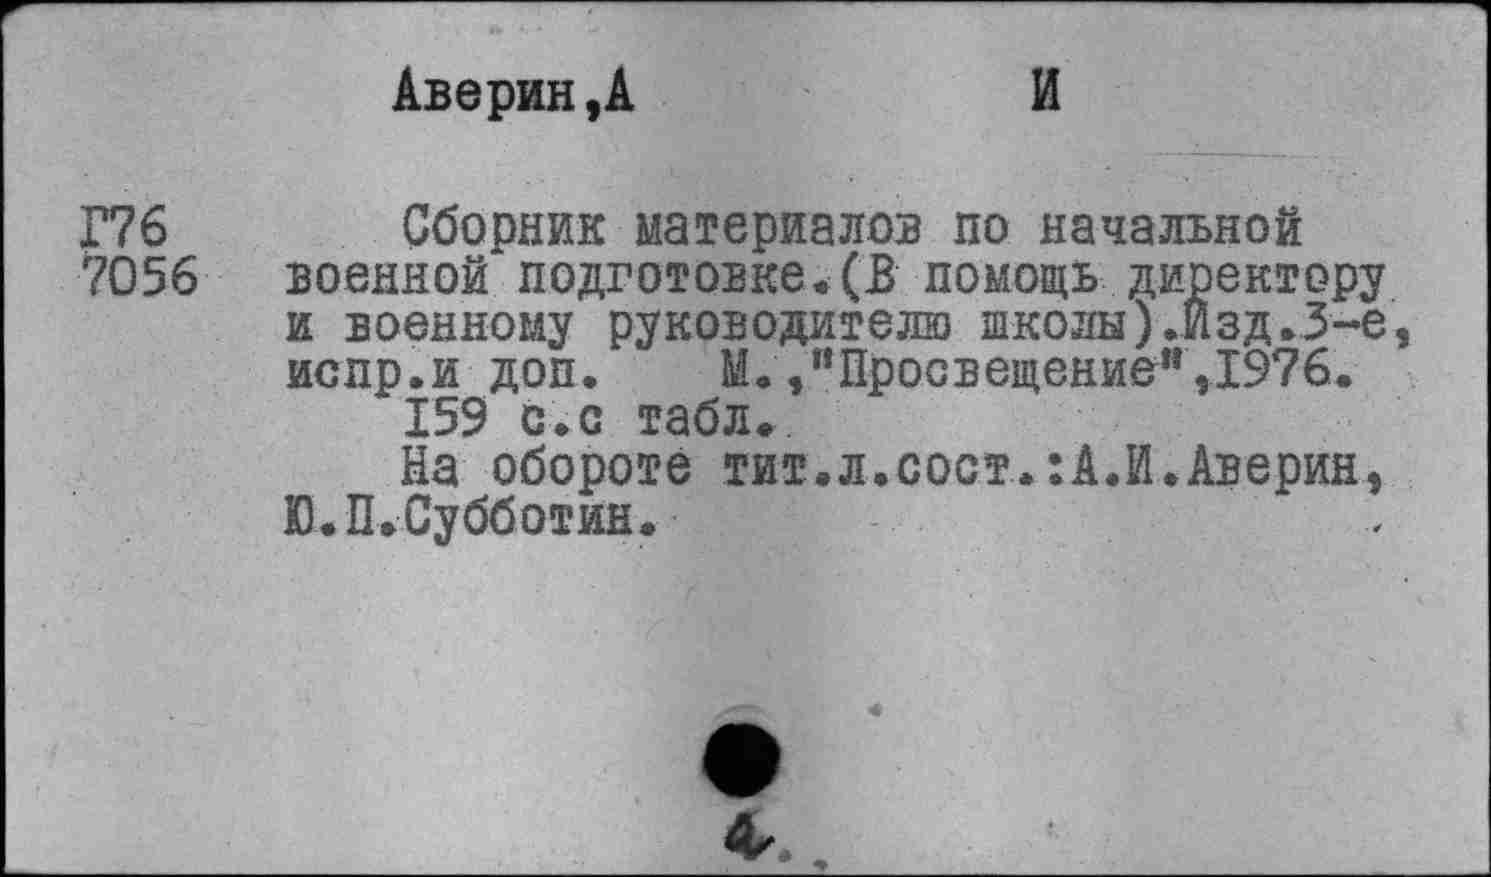 Аверин,А И
Г76 Сборник материалов по начальной
7056 военной подготовке.(В помощь директору
и военному руководителю школы).Изд.3-е,
испр.и доп. М.,"Просвещение",1976.
159 с.с табл.
На обороте тит.л.сост.:А.И.Аверин,
Ю.П.Субботин.